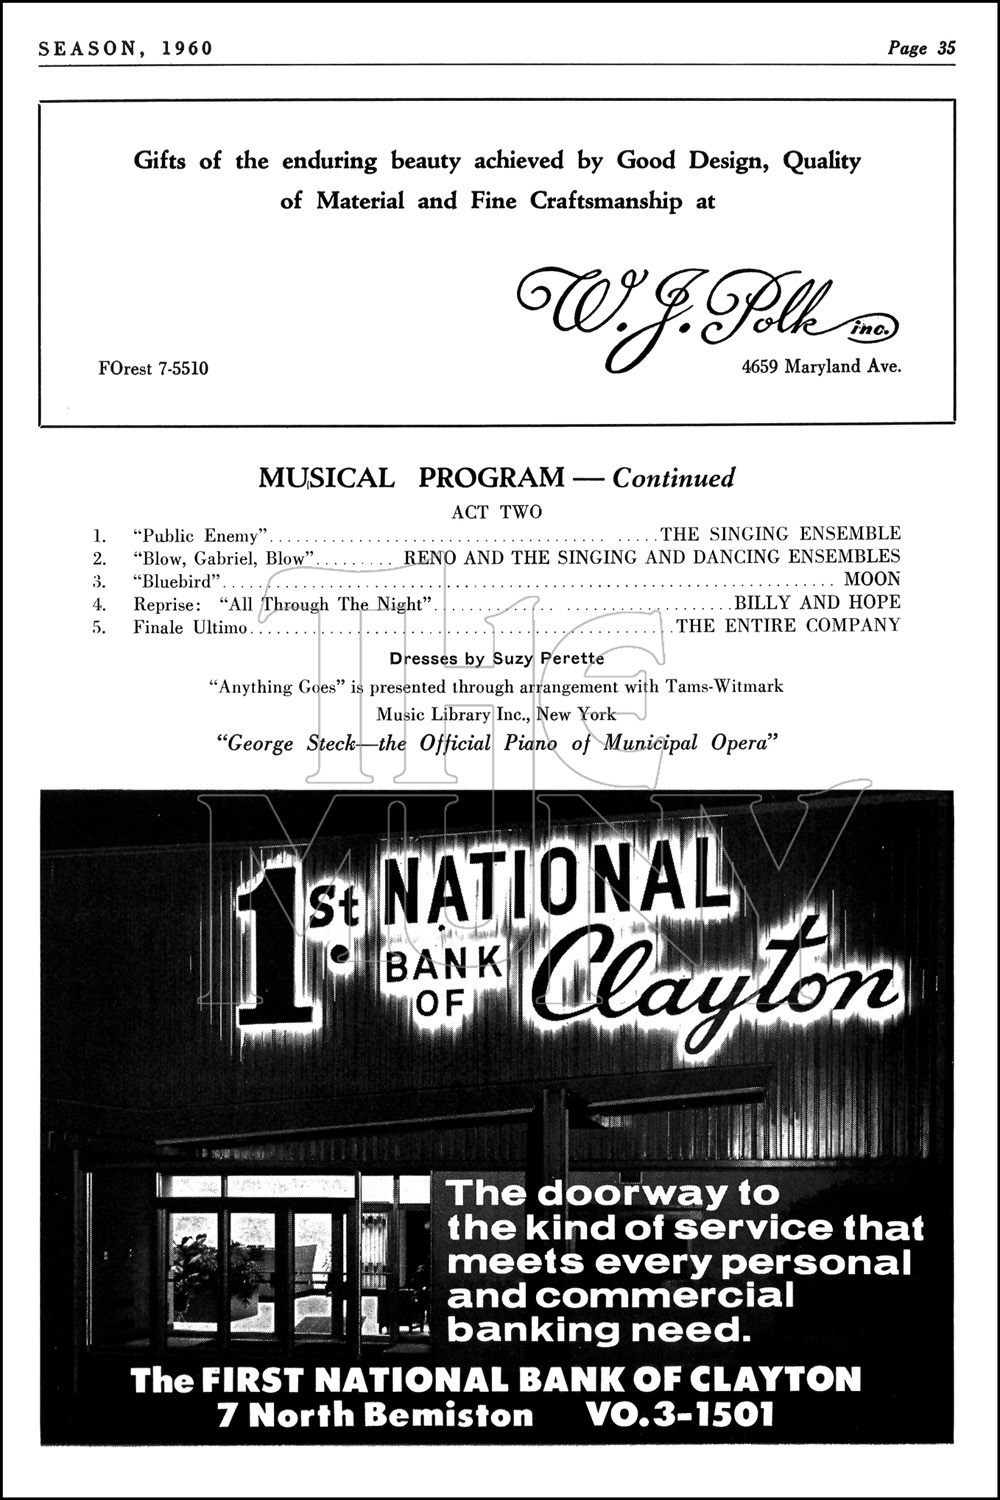 SEASON, 1960 Page 35
Gifts of the enduring beauty achieved by Good Design, Quality
of Material and Fine Craftsmanship at
W. J. Polk inc.
FOrest 7-5510 4659 Maryland Ave.
MUSICAL PROGRAM — Continued
ACT TWO
1. “Public Enemy”........................................THE SINGING ENSEMBLE
2. “Blow, Gabriel, Blow”.........RENO AND THE SINGING AND DANCING ENSEMBLES
3. “Bluebird”........................................................................MOON
4. Reprise: “All Through The Night”.................................BILLY AND HOPE
5. Finale Ultimo................................................THE ENTIRE COMPANY
Dresses by Suzy Perette
“Anything Goes” is presented through arrangement with Tams-Witmark
Music Library Inc., New York
“George Steck—the Official Piano of Municipal Opera”
THE
MUNY
1st. NATIONAL
BANK OF Clayton
The doorway to
the kind of service that
meets every personal
and commercial
banking need.
The FIRST NATIONAL BANK OF CLAYTON
7 North Bemiston VO.3-1501